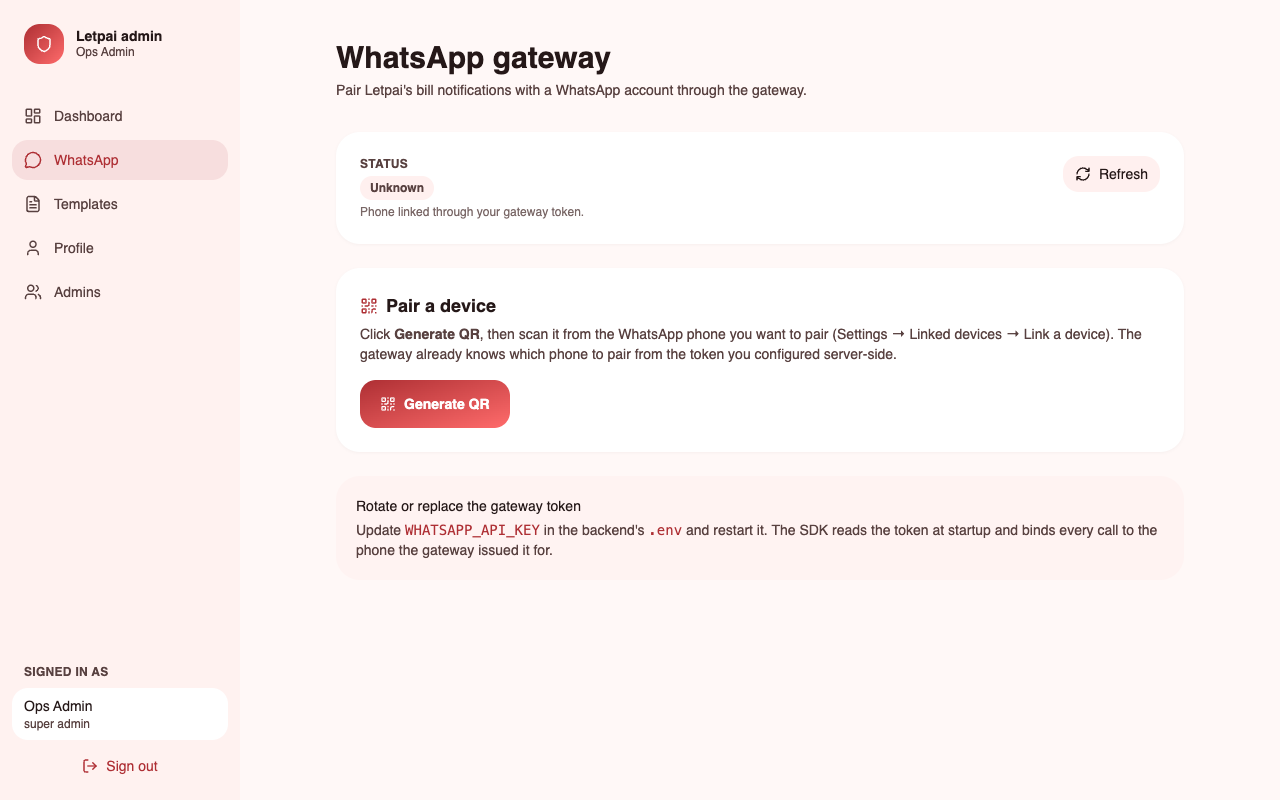 Letpai admin
Ops Admin
Dashboard
WhatsApp
Templates
Profile
Admins
SIGNED IN AS
Ops Admin
super admin
Sign out
WhatsApp gateway
Pair Letpai's bill notifications with a WhatsApp account through the gateway.
STATUS
Unknown
Phone linked through your gateway token.
Refresh
Pair a device
Click Generate QR, then scan it from the WhatsApp phone you want to pair (Settings → Linked devices → Link a device). The
gateway already knows which phone to pair from the token you configured server-side.
Generate QR
Rotate or replace the gateway token
Update WHATSAPP_API_KEY in the backend's .env and restart it. The SDK reads the token at startup and binds every call to the
phone the gateway issued it for.